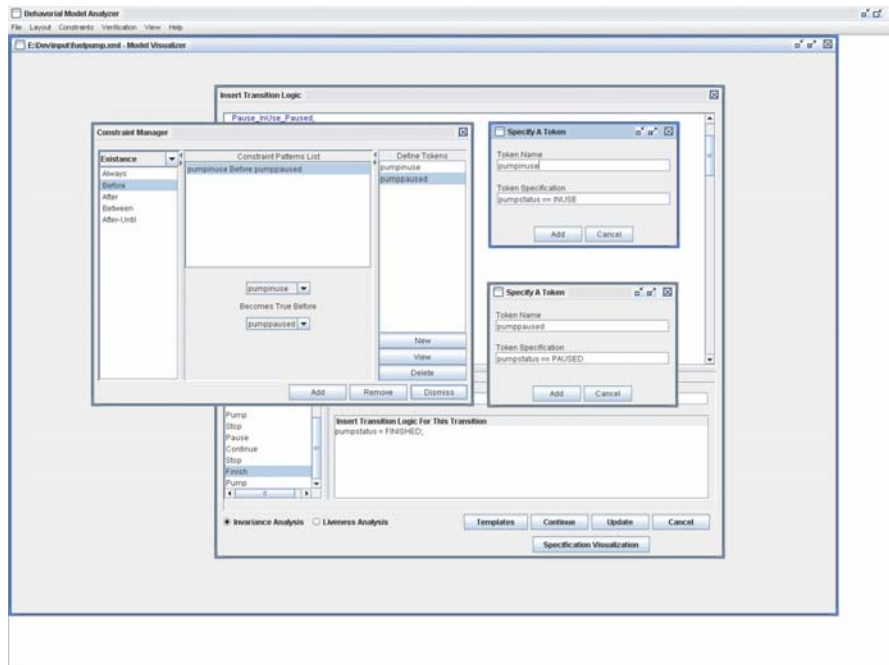 Behavorial Model Analyzer
File Layout Constraints Verification View Help
E:\Dev\input\fuelpump.xml - Model Visualizer
Insert Transition Logic
Pause_InUse_Paused,
Constraint Manager
Existance
Always
Before
After
Between
After-Until
Constraint Patterns List
pumpinuse Before pumppaused
Define Tokens
pumpinuse
pumppaused
pumpinuse
Becomes True Before
pumppaused
New
View
Delete
Add Remove Dismiss
Specify A Token
Token Name
pumpinuse
Token Specification
pumpstatus == INUSE
Add Cancel
Specify A Token
Token Name
pumppaused
Token Specification
pumpstatus == PAUSED
Add Cancel
Pump
Stop
Pause
Continue
Stop
Finish
Pump
Insert Transition Logic For This Transition
pumpstatus = FINISHED;
Invariance Analysis Liveness Analysis
Templates Continue Update Cancel
Specification Visualization